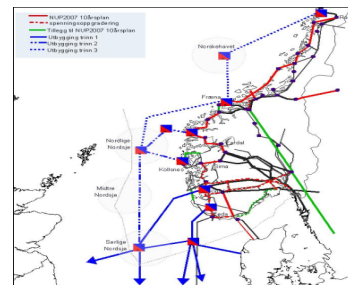 NUP2007 10årsplan
spenningsoppgradering
Tillegg til NUP2007 10årsplan
Utbygging trinn 1
Utbygging trinn 2
Utbygging trinn 3
Norskehavet
Fræna
Nordlige
Nordsjø
Kollsnes
Midtre
Nordsjø
Sørlige
Nordsjø